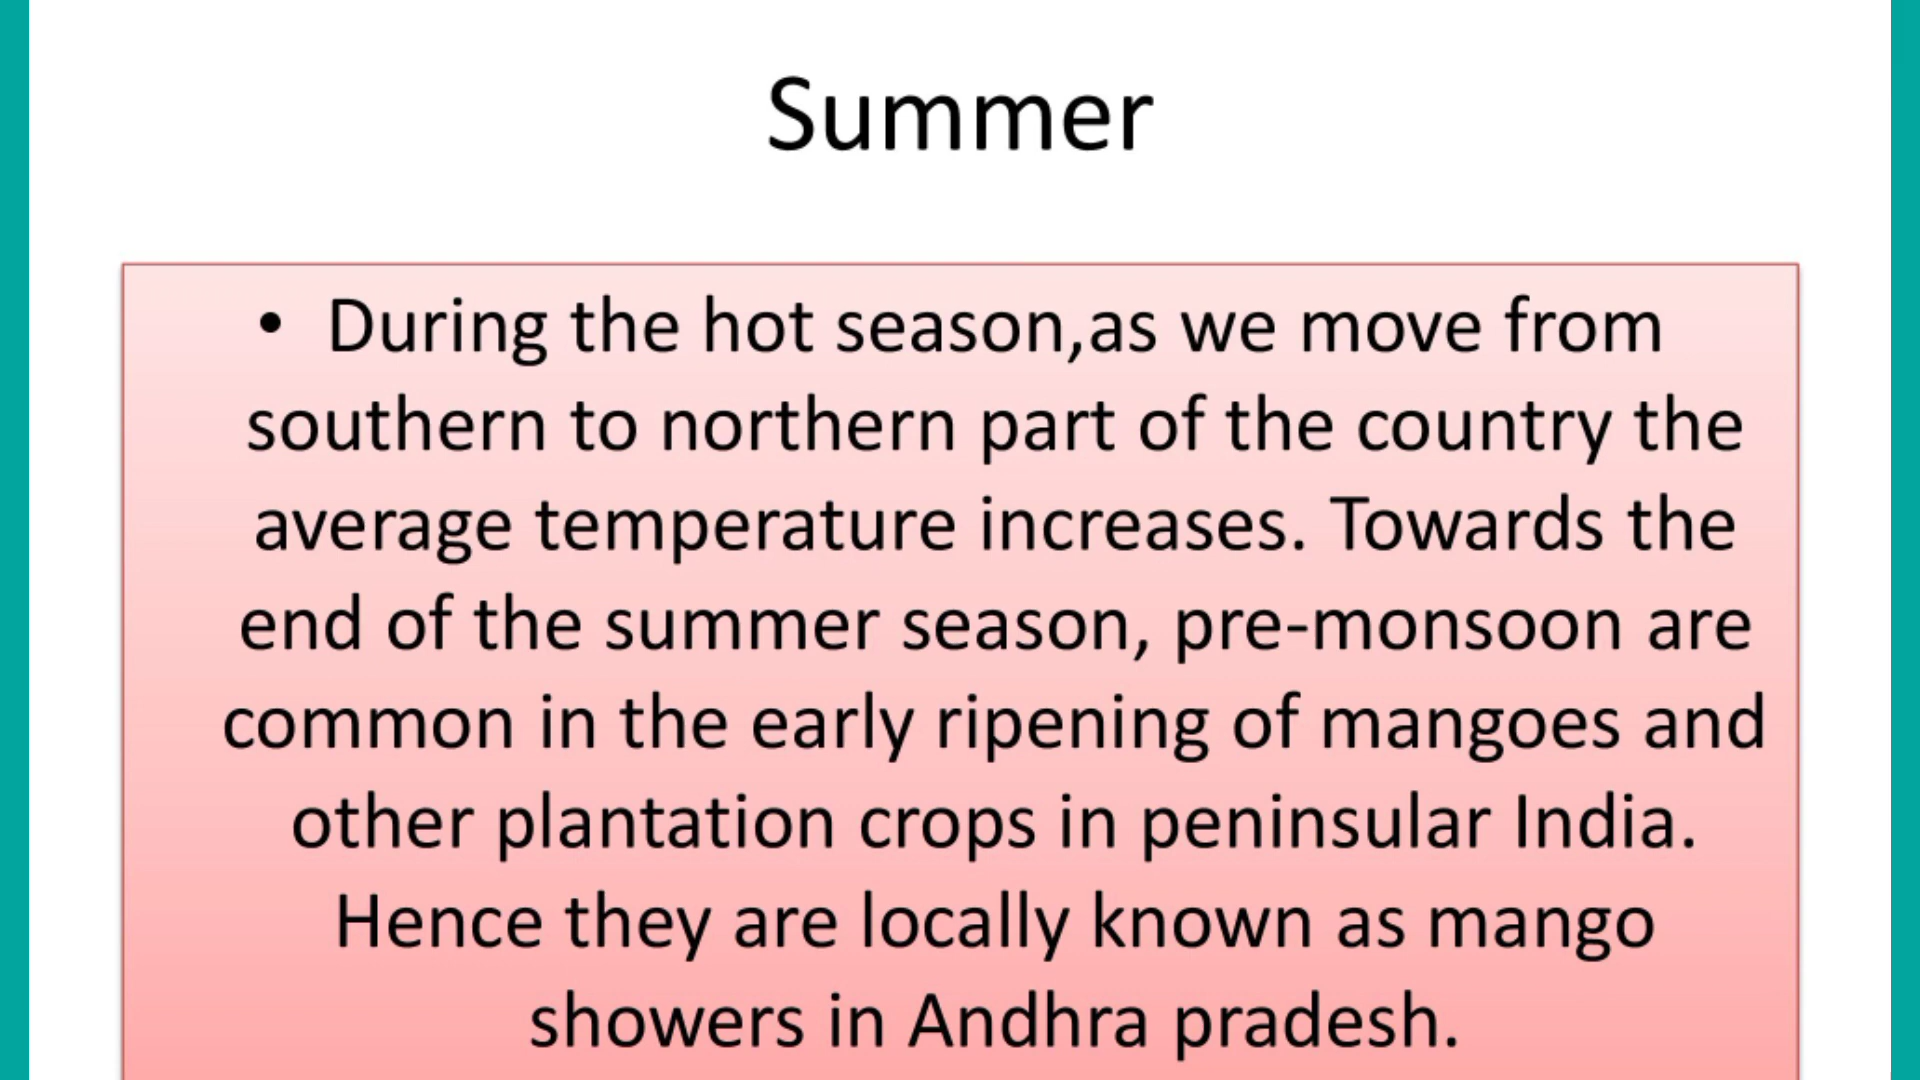 Summer
• During the hot season,as we move from
southern to northern part of the country the
average temperature increases. Towards the
end of the summer season, pre-monsoon are
common in the early ripening of mangoes and
other plantation crops in peninsular India.
Hence they are locally known as mango
showers in Andhra pradesh.